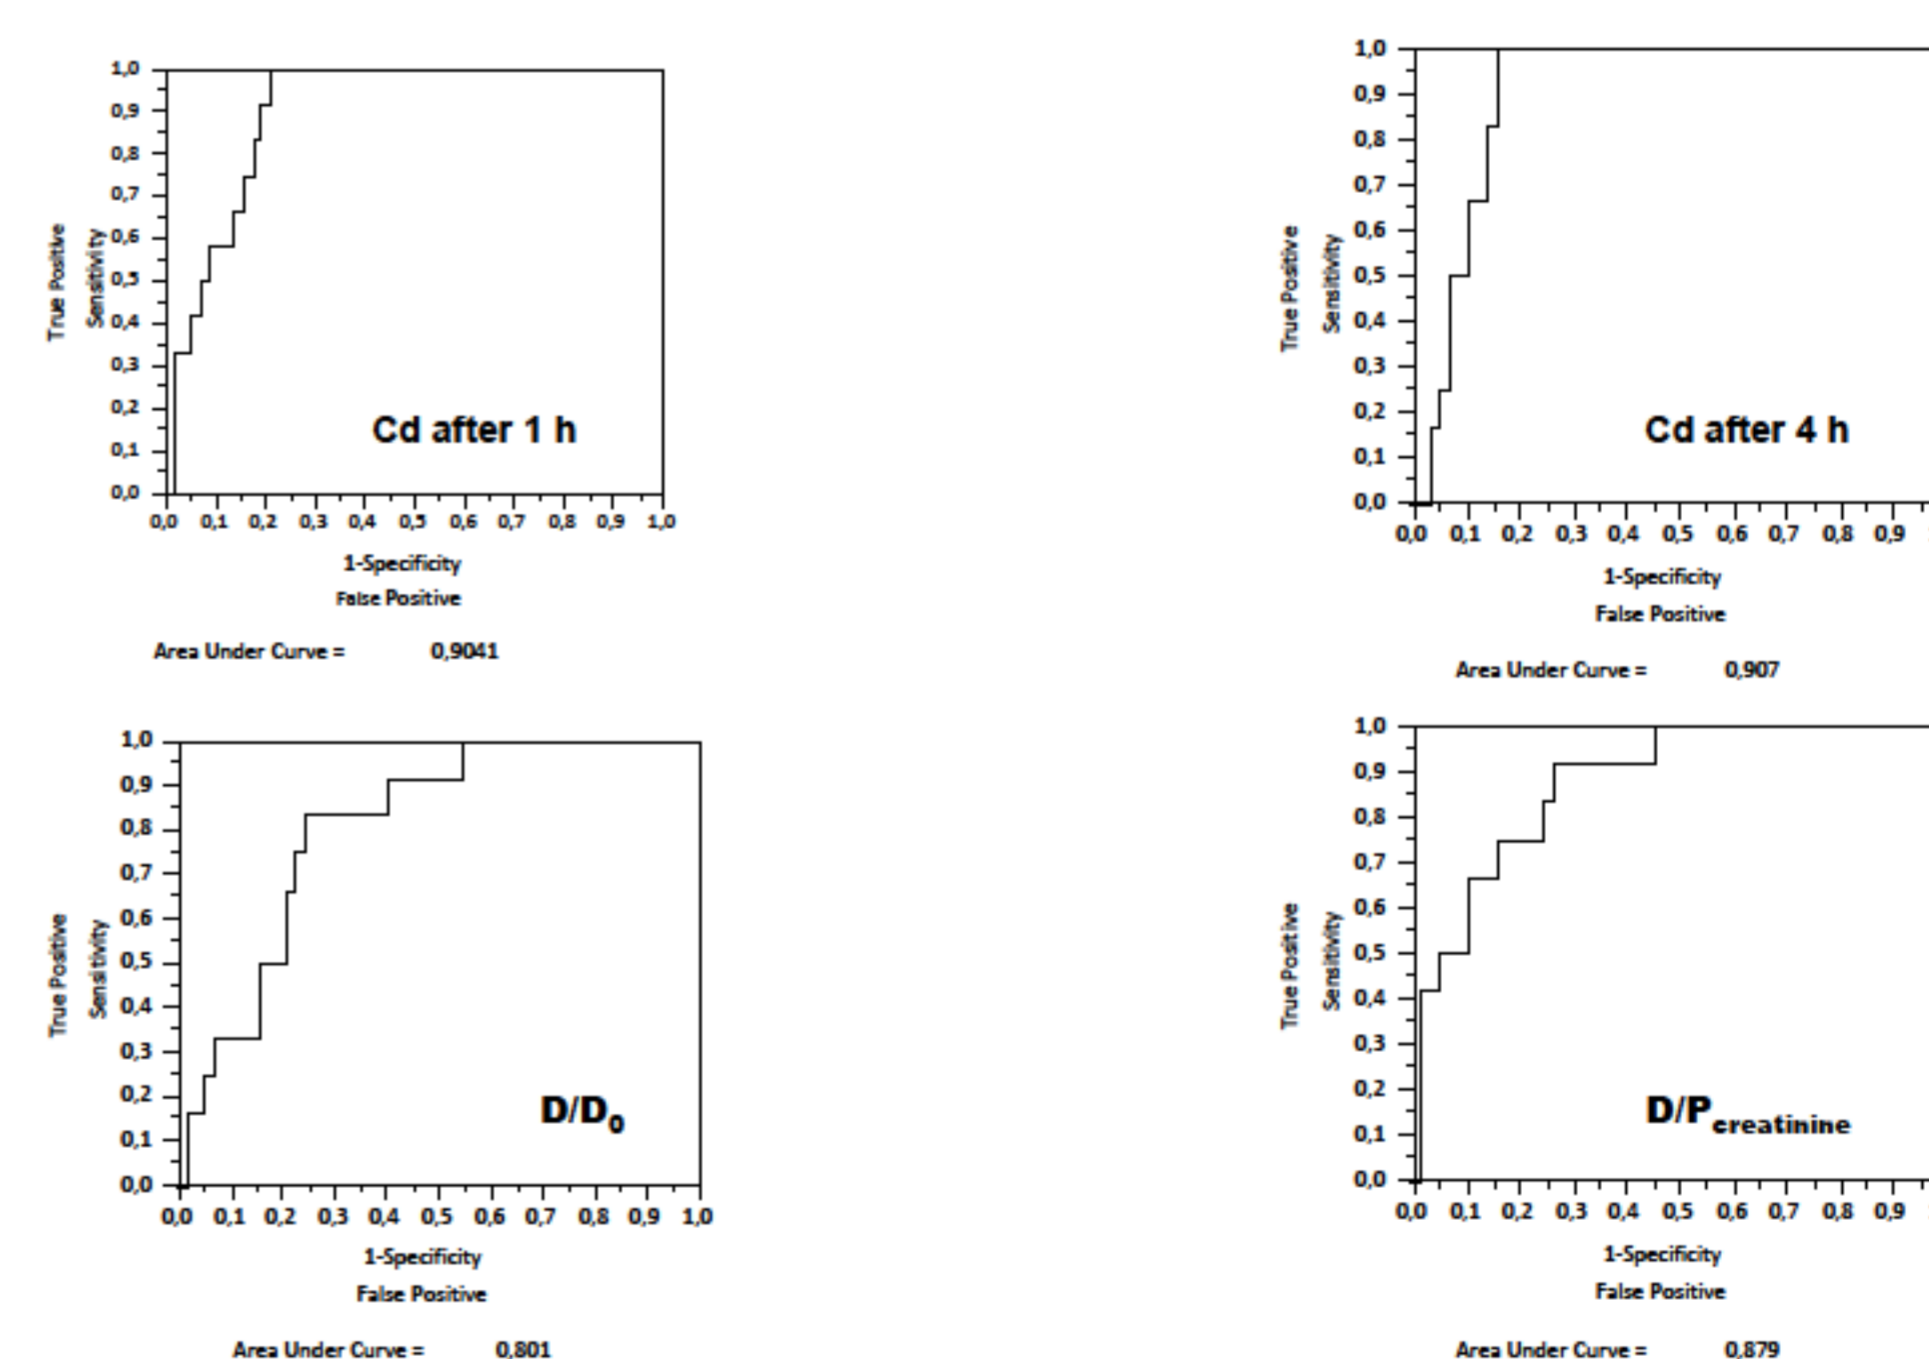 1,0
0,9
0,8
0,7
0,6
0,5
0,4
0,3
0,2
0,1
0,0
True Positive
Sensitivity
Cd after 1 h
0,0 0,1 0,2 0,3 0,4 0,5 0,6 0,7 0,8 0,9 1,0
1-Specificity
False Positive
Area Under Curve = 0,9041
1,0
0,9
0,8
0,7
0,6
0,5
0,4
0,3
0,2
0,1
0,0
True Positive
Sensitivity
Cd after 4 h
0,0 0,1 0,2 0,3 0,4 0,5 0,6 0,7 0,8 0,9
1-Specificity
False Positive
Area Under Curve = 0,907
1,0
0,9
0,8
0,7
0,6
0,5
0,4
0,3
0,2
0,1
0,0
True Positive
Sensitivity
D/D0
0,0 0,1 0,2 0,3 0,4 0,5 0,6 0,7 0,8 0,9 1,0
1-Specificity
False Positive
Area Under Curve = 0,801
1,0
0,9
0,8
0,7
0,6
0,5
0,4
0,3
0,2
0,1
0,0
True Positive
Sensitivity
D/Pcreatinine
0,0 0,1 0,2 0,3 0,4 0,5 0,6 0,7 0,8 0,9
1-Specificity
False Positive
Area Under Curve = 0,879